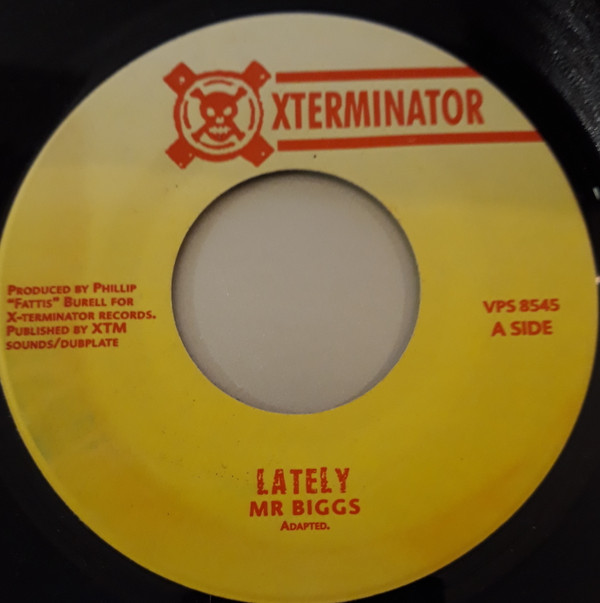 XTERMINATOR
PRODUCED BY PHILLIP
"FATTIS" BURELL FOR
X-TERMINATOR RECORDS.
PUBLISHED BY XTM
SOUNDS/DUBPLATE
VPS 8545
A SIDE
LATELY
MR BIGGS
ADAPTED.